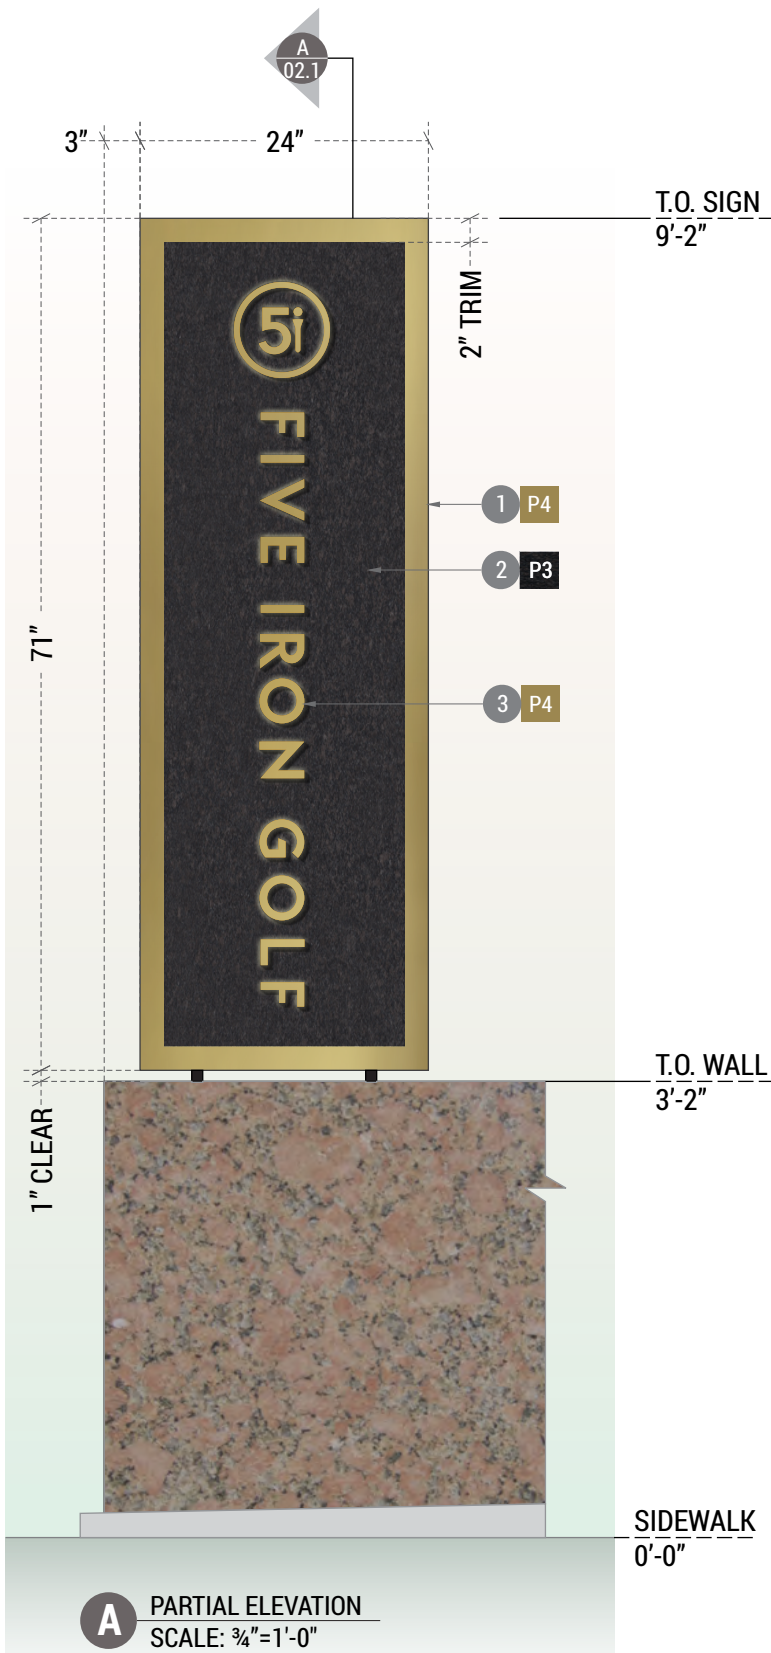 A
02.1
3”
24”
T.O. SIGN
9’-2”
2” TRIM
5i
FIVE IRON GOLF
1 P4
2 P3
3 P4
71”
T.O. WALL
3’-2”
1” CLEAR
SIDEWALK
0’-0”
A
PARTIAL ELEVATION
SCALE: ¾”=1’-0"